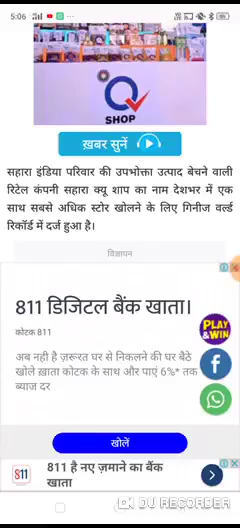 5:06
Q
SHOP
ख़बर सुनें
सहारा इंडिया परिवार की उपभोक्ता उत्पाद बेचने वाली
रिटेल कंपनी सहारा क्यू शाप का नाम देशभर में एक
साथ सबसे अधिक स्टोर खोलने के लिए गिनीज वर्ल्ड
रिकॉर्ड में दर्ज हुआ है।
विज्ञापन
811 डिजिटल बैंक खाता।
कोटक 811
PLAY
&WIN
अब नही है ज़रूरत घर से निकलने की घर बैठे
खोले ख़ाता कोटक के साथ और पाएं 6%* तक
ब्याज दर
खोलें
811
811 है नए ज़माने का बैंक
खाता
DU RECORDER